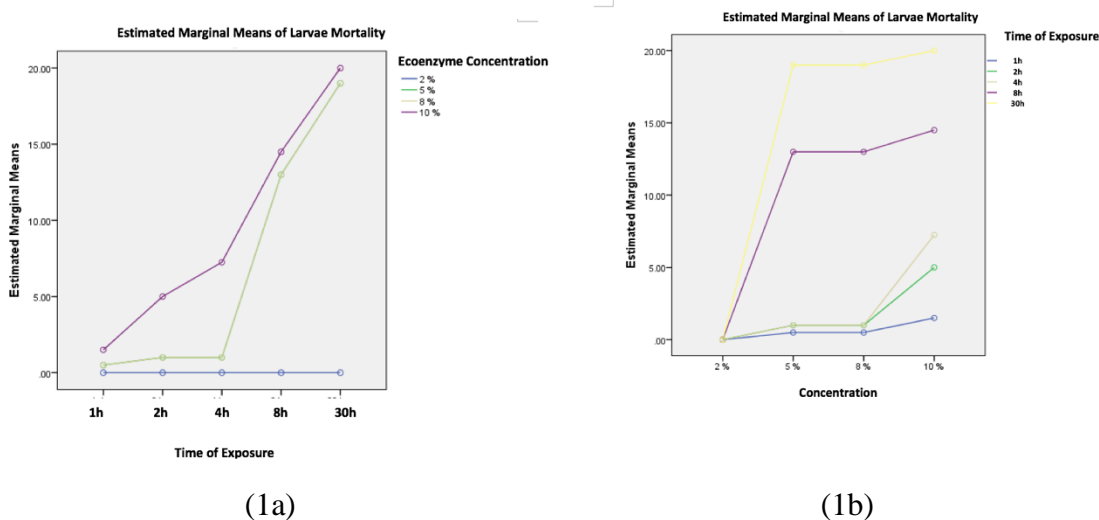 Estimated Marginal Means of Larvae Mortality
Ecoenzyme Concentration
2 %
5 %
8 %
10 %
Estimated Marginal Means
20.00
15.00
10.00
5.00
.00
1h 2h 4h 8h 30h
Time of Exposure
(1a)
Estimated Marginal Means of Larvae Mortality
Time of Exposure
1h
2h
4h
8h
30h
Estimated Marginal Means
20.00
15.00
10.00
5.00
.00
2 % 5 % 8 % 10 %
Concentration
(1b)